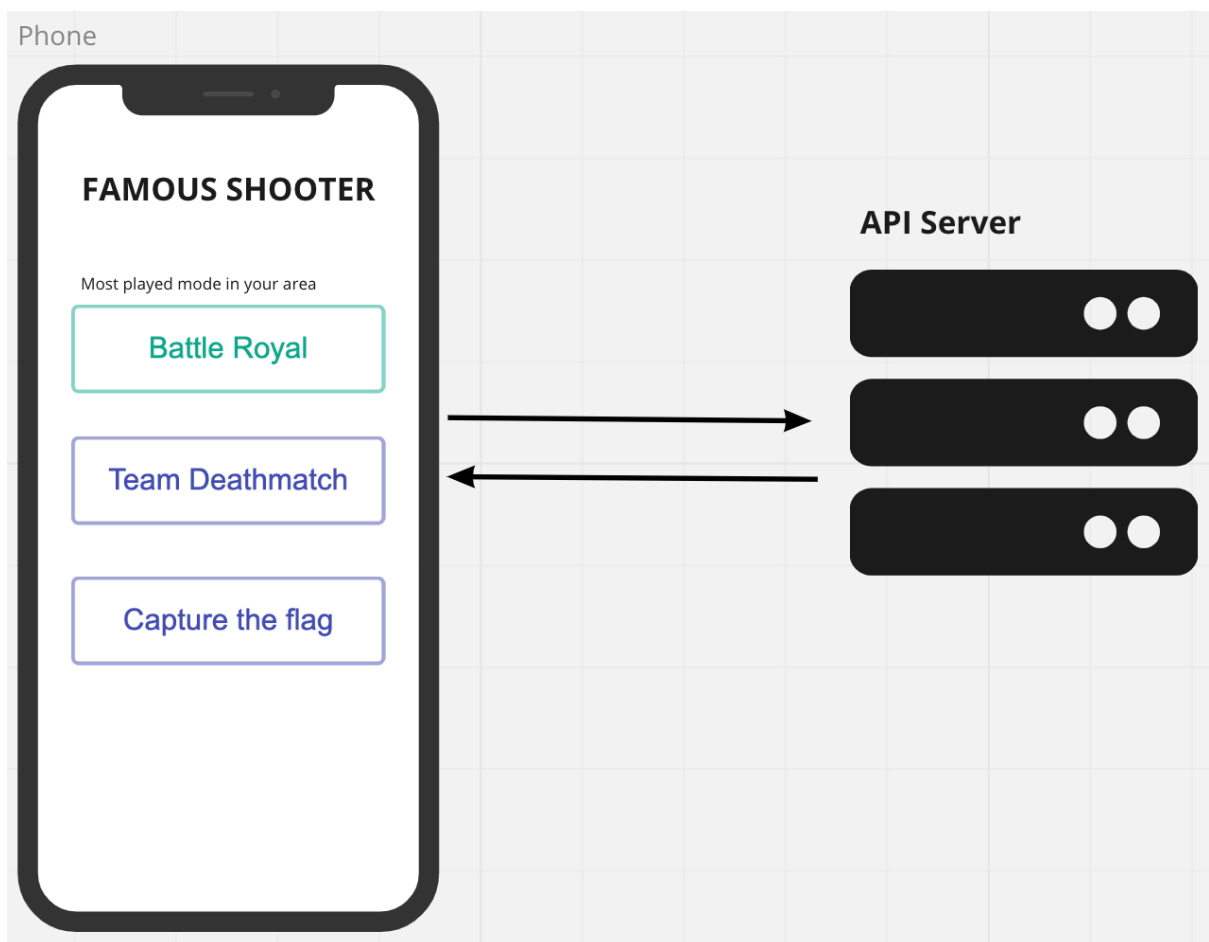 Phone
FAMOUS SHOOTER
Most played mode in your area
Battle Royal
Team Deathmatch
Capture the flag
API Server